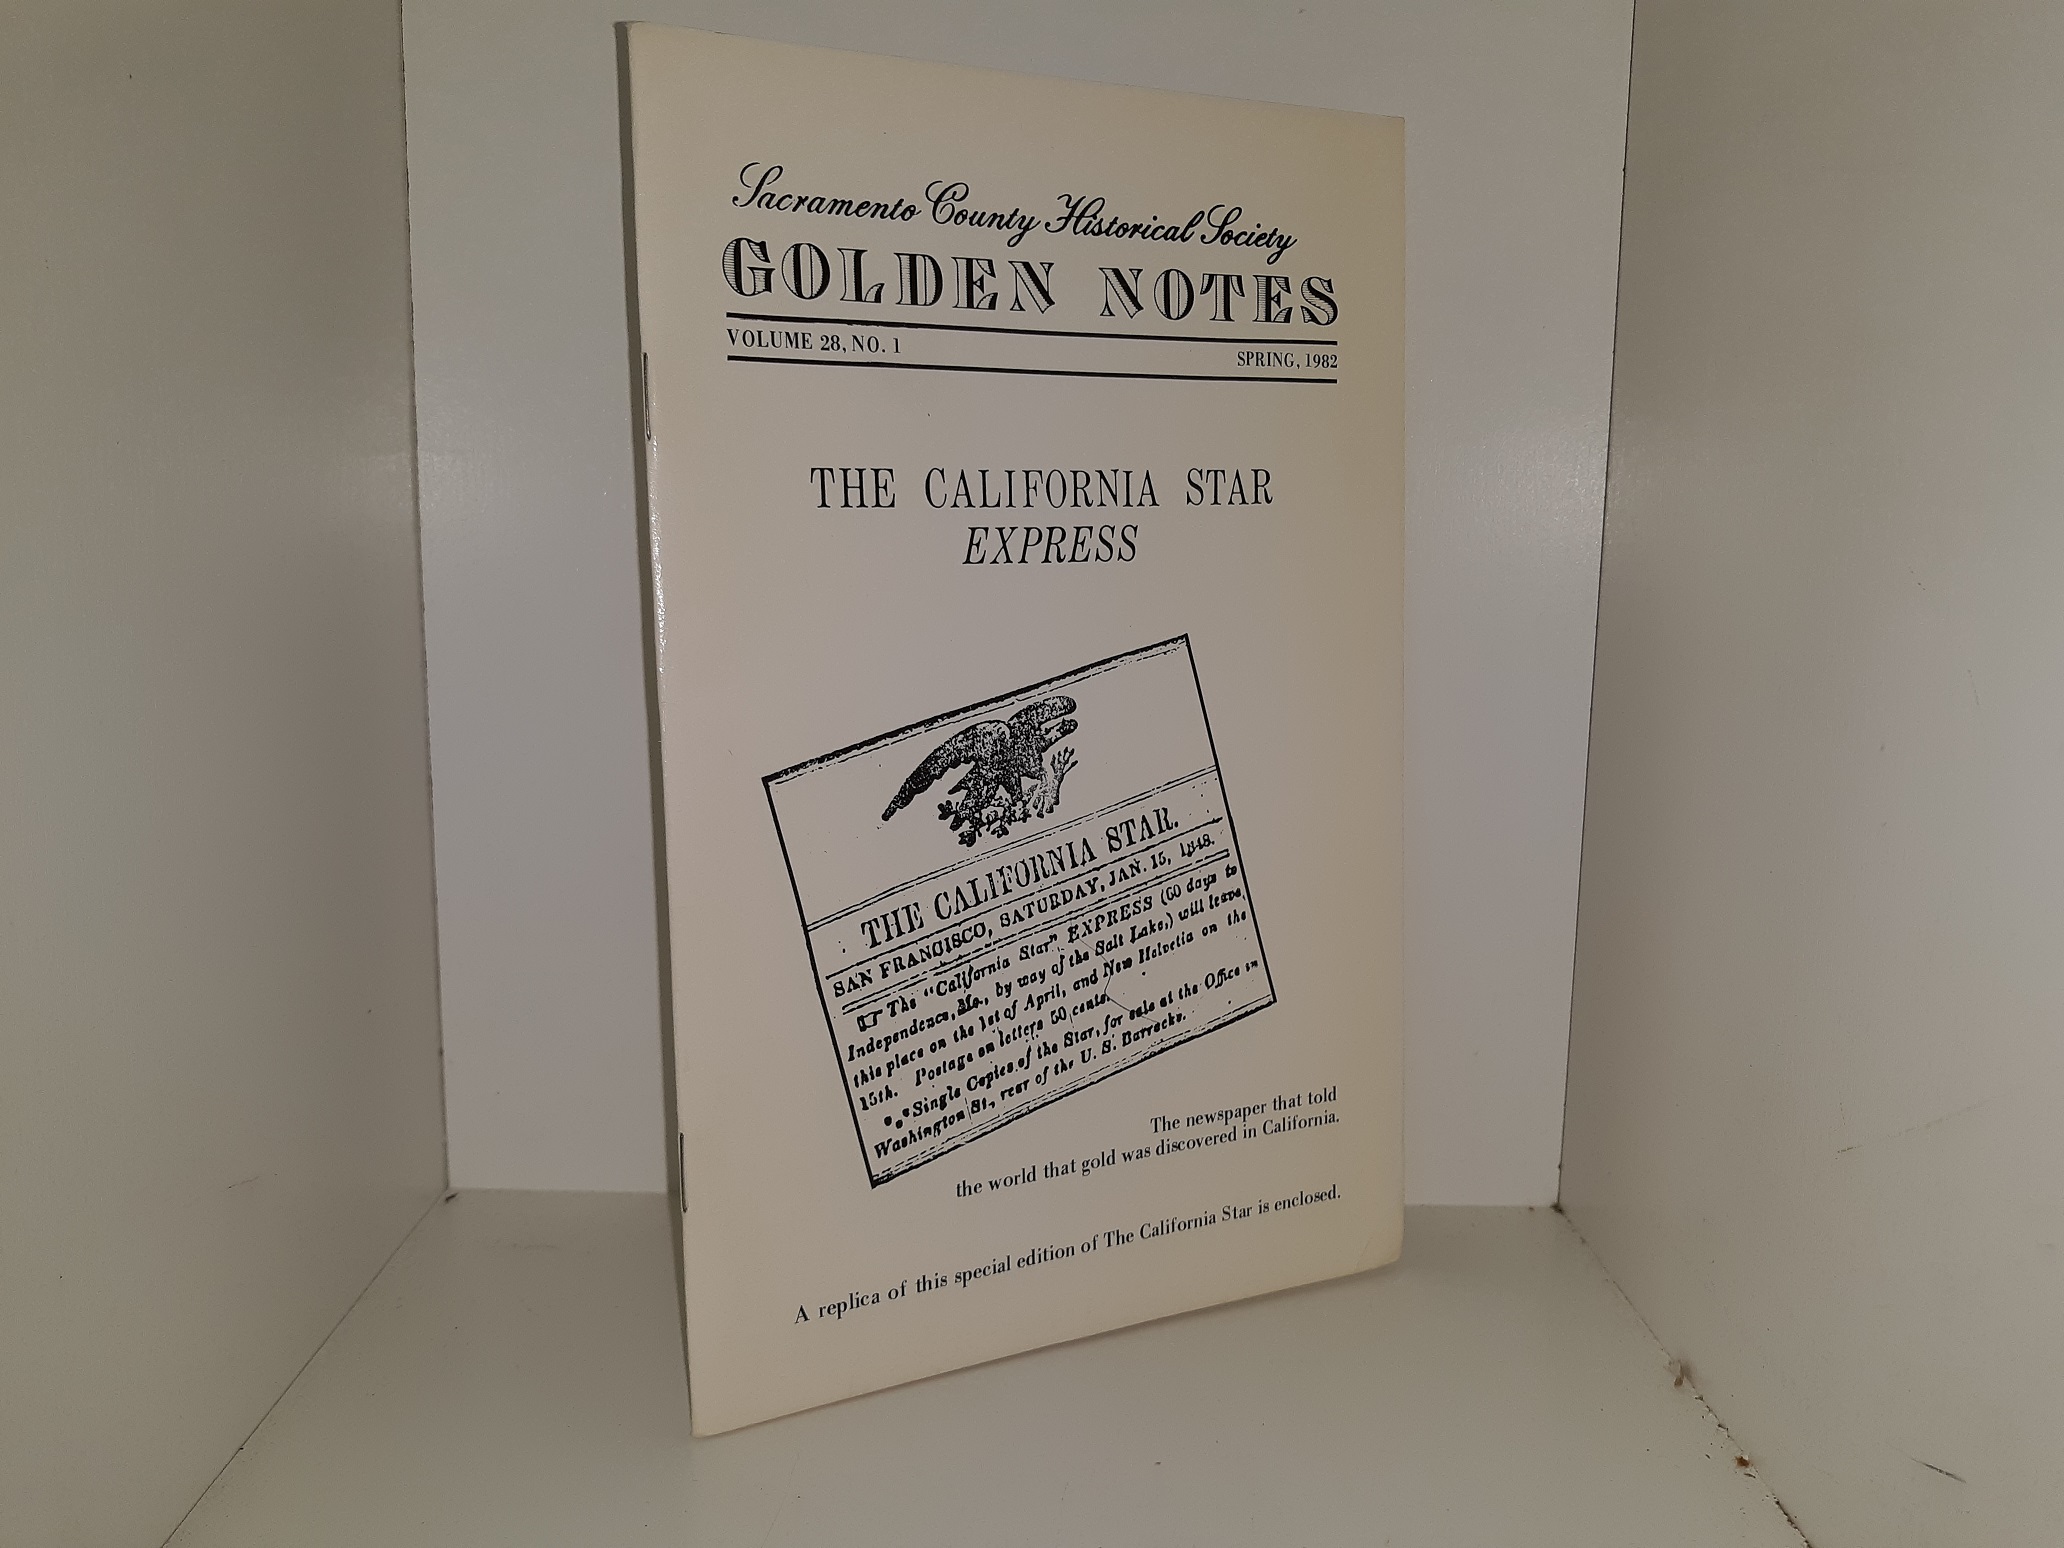 Sacramento County Historical Society
GOLDEN NOTES
VOLUME 28, NO. 1
SPRING, 1982
THE CALIFORNIA STAR
EXPRESS
THE CALIFORNIA STAR.
SAN FRANCISCO, SATURDAY, JAN. 15, 1848.
☞ The "California Star" EXPRESS (60 days to
Independence, Mo., by way of the Salt Lake,) will leave
this place on the 1st of April, and New Helvetia on the
15th. Postage on letters 50 cents.
Single Copies of the Star, for sale at the Office in
Washington St., rear of the U. S. Barracks.
The newspaper that told
the world that gold was discovered in California.
A replica of this special edition of The California Star is enclosed.